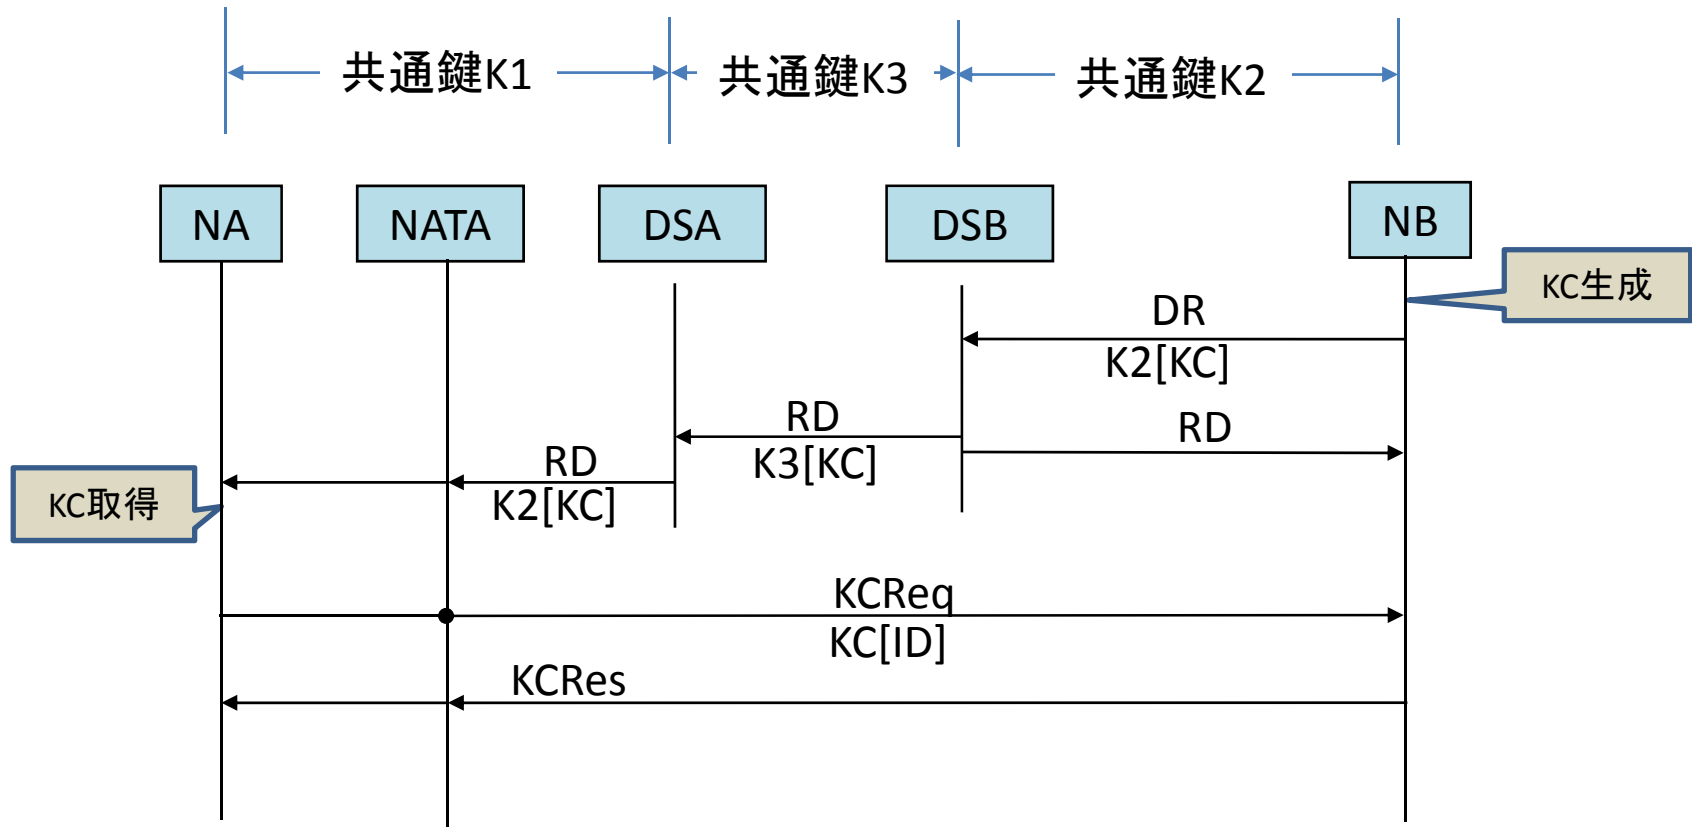 共通鍵K1
共通鍵K3
共通鍵K2
NA
NATA
DSA
DSB
NB
KC生成
DR
K2[KC]
RD
K3[KC]
RD
RD
K2[KC]
KC取得
KCReq
KC[ID]
KCRes